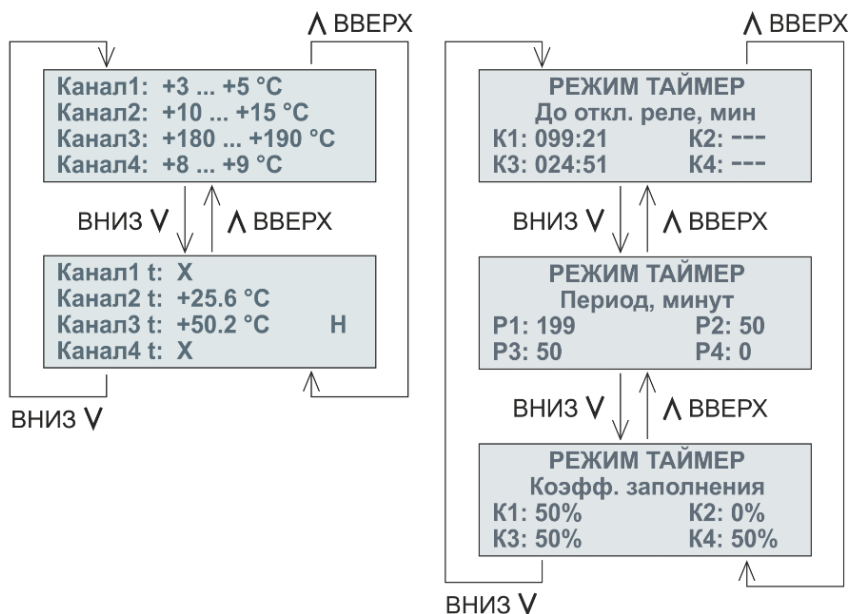 ∧ ВВЕРХ
Канал1: +3 ... +5 °C
Канал2: +10 ... +15 °C
Канал3: +180 ... +190 °C
Канал4: +8 ... +9 °C
ВНИЗ ∨ ∧ ВВЕРХ
Канал1 t: X
Канал2 t: +25.6 °C
Канал3 t: +50.2 °C Н
Канал4 t: X
ВНИЗ ∨
∧ ВВЕРХ
РЕЖИМ ТАЙМЕР
До откл. реле, мин
К1: 099:21 К2: ---
К3: 024:51 К4: ---
ВНИЗ ∨ ∧ ВВЕРХ
РЕЖИМ ТАЙМЕР
Период, минут
Р1: 199 Р2: 50
Р3: 50 Р4: 0
ВНИЗ ∨ ∧ ВВЕРХ
РЕЖИМ ТАЙМЕР
Коэфф. заполнения
К1: 50% К2: 0%
К3: 50% К4: 50%
ВНИЗ ∨